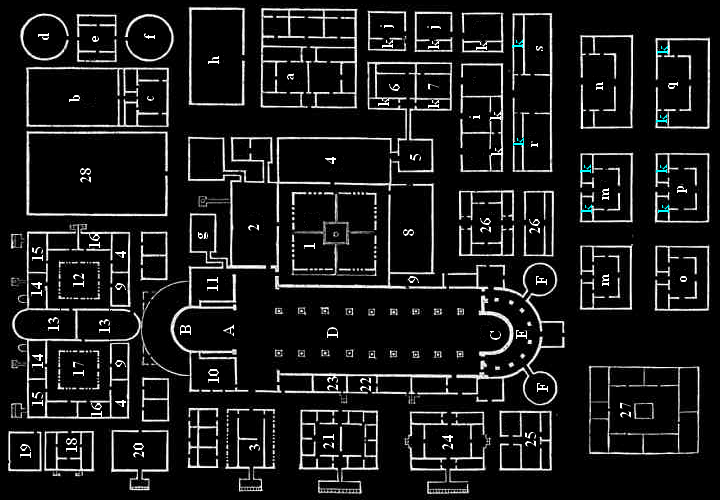 d
e
f
h
a
j
j
k
k
k
k
s
b
c
6
7
k
k
i
k
k
k
r
n
k
q
k
28
4
5
k
m
k
k
p
k
g
2
1
8
26
26
15
16
4
14
12
9
11
9
m
o
13
13
B
A
D
C
E
F
F
14
17
9
15
16
4
10
23
22
19
18
20
3
21
24
25
27